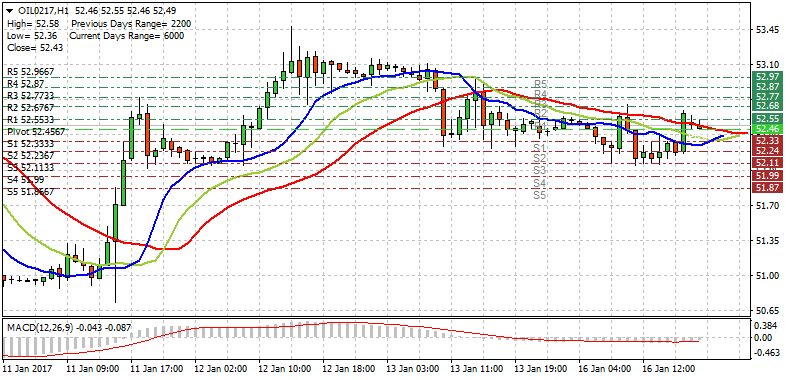 OIL0217,H1 52.46 52.55 52.46 52.49
High= 52.58 Previous Days Range= 2200
Low= 52.36 Current Days Range= 6000
Close= 52.43
R5 52.9667
R4 52.87
R3 52.7733
R2 52.6767
R1 52.5533
Pivot 52.4567
S1 52.3333
S2 52.2367
S3 52.1133
S4 51.99
S5 51.8667
R5
R4
S1
S2
S3
S4
S5
53.45
53.10
52.97
52.87
52.77
52.68
52.55
52.46
52.33
52.24
52.11
51.99
51.87
51.70
51.35
51.00
50.65
MACD(12,26,9) -0.043 -0.087
0.384
0.00
-0.463
11 Jan 2017
11 Jan 09:00
11 Jan 17:00
12 Jan 02:00
12 Jan 10:00
12 Jan 18:00
13 Jan 03:00
13 Jan 11:00
13 Jan 19:00
16 Jan 04:00
16 Jan 12:00